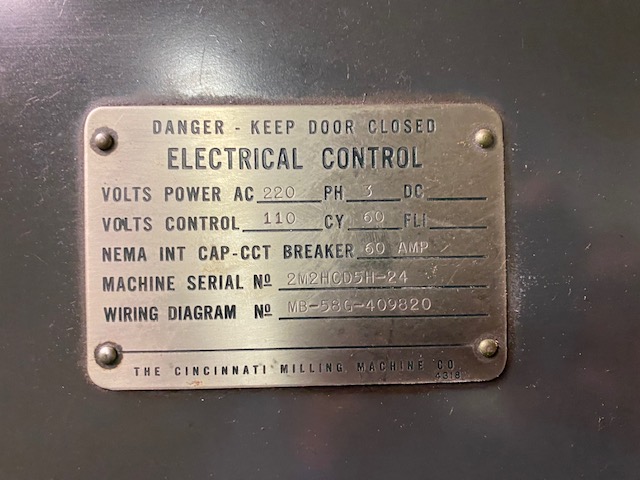 DANGER - KEEP DOOR CLOSED
ELECTRICAL CONTROL
VOLTS POWER AC 220 PH 3 DC
VOLTS CONTROL 110 CY 60 FLI
NEMA INT CAP-CCT BREAKER 60 AMP
MACHINE SERIAL Nº 2M2HCD5H-24
WIRING DIAGRAM Nº MB-58G-409820
THE CINCINNATI MILLING MACHINE CO.
4318